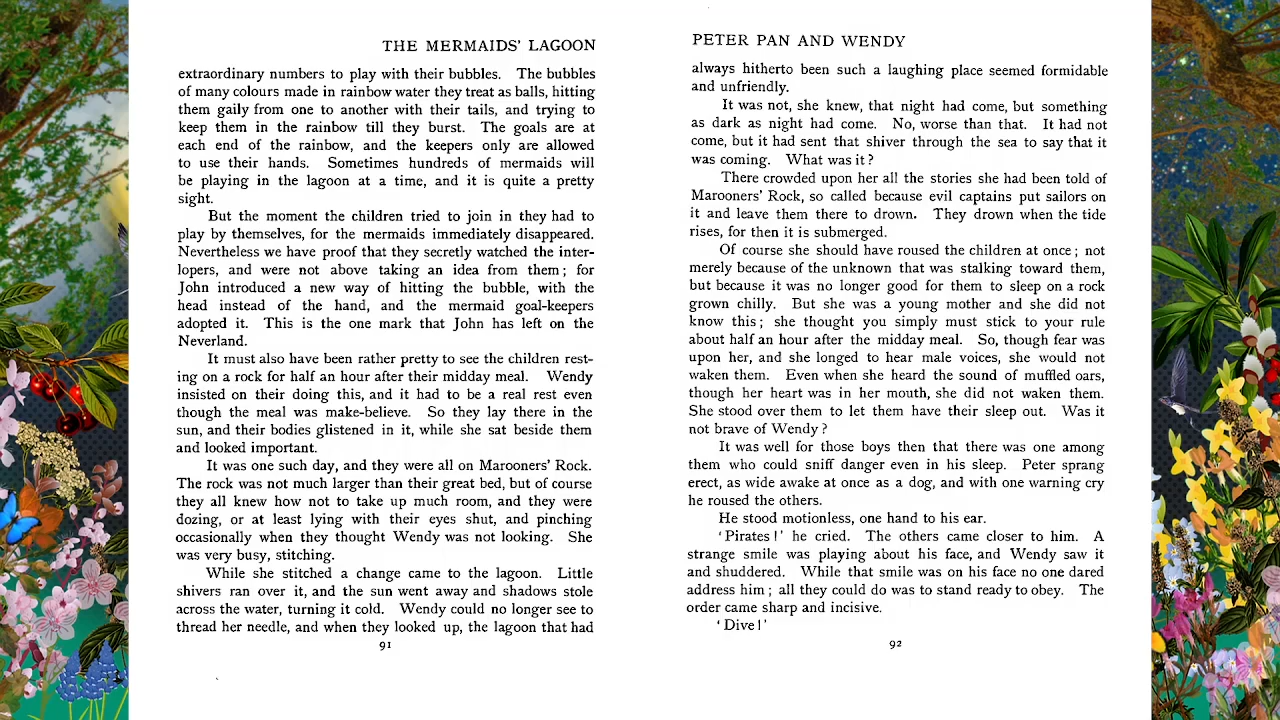 THE MERMAIDS' LAGOON
extraordinary numbers to play with their bubbles. The bubbles
of many colours made in rainbow water they treat as balls, hitting
them gaily from one to another with their tails, and trying to
keep them in the rainbow till they burst. The goals are at
each end of the rainbow, and the keepers only are allowed
to use their hands. Sometimes hundreds of mermaids will
be playing in the lagoon at a time, and it is quite a pretty
sight.
But the moment the children tried to join in they had to
play by themselves, for the mermaids immediately disappeared.
Nevertheless we have proof that they secretly watched the inter-
lopers, and were not above taking an idea from them; for
John introduced a new way of hitting the bubble, with the
head instead of the hand, and the mermaid goal-keepers
adopted it. This is the one mark that John has left on the
Neverland.
It must also have been rather pretty to see the children rest-
ing on a rock for half an hour after their midday meal. Wendy
insisted on their doing this, and it had to be a real rest even
though the meal was make-believe. So they lay there in the
sun, and their bodies glistened in it, while she sat beside them
and looked important.
It was one such day, and they were all on Marooners' Rock.
The rock was not much larger than their great bed, but of course
they all knew how not to take up much room, and they were
dozing, or at least lying with their eyes shut, and pinching
occasionally when they thought Wendy was not looking. She
was very busy, stitching.
While she stitched a change came to the lagoon. Little
shivers ran over it, and the sun went away and shadows stole
across the water, turning it cold. Wendy could no longer see to
thread her needle, and when they looked up, the lagoon that had
91
PETER PAN AND WENDY
always hitherto been such a laughing place seemed formidable
and unfriendly.
It was not, she knew, that night had come, but something
as dark as night had come. No, worse than that. It had not
come, but it had sent that shiver through the sea to say that it
was coming. What was it?
There crowded upon her all the stories she had been told of
Marooners' Rock, so called because evil captains put sailors on
it and leave them there to drown. They drown when the tide
rises, for then it is submerged.
Of course she should have roused the children at once; not
merely because of the unknown that was stalking toward them,
but because it was no longer good for them to sleep on a rock
grown chilly. But she was a young mother and she did not
know this; she thought you simply must stick to your rule
about half an hour after the midday meal. So, though fear was
upon her, and she longed to hear male voices, she would not
waken them. Even when she heard the sound of muffled oars,
though her heart was in her mouth, she did not waken them.
She stood over them to let them have their sleep out. Was it
not brave of Wendy?
It was well for those boys then that there was one among
them who could sniff danger even in his sleep. Peter sprang
erect, as wide awake at once as a dog, and with one warning cry
he roused the others.
He stood motionless, one hand to his ear.
'Pirates!' he cried. The others came closer to him. A
strange smile was playing about his face, and Wendy saw it
and shuddered. While that smile was on his face no one dared
address him; all they could do was to stand ready to obey. The
order came sharp and incisive.
'Dive!'
92